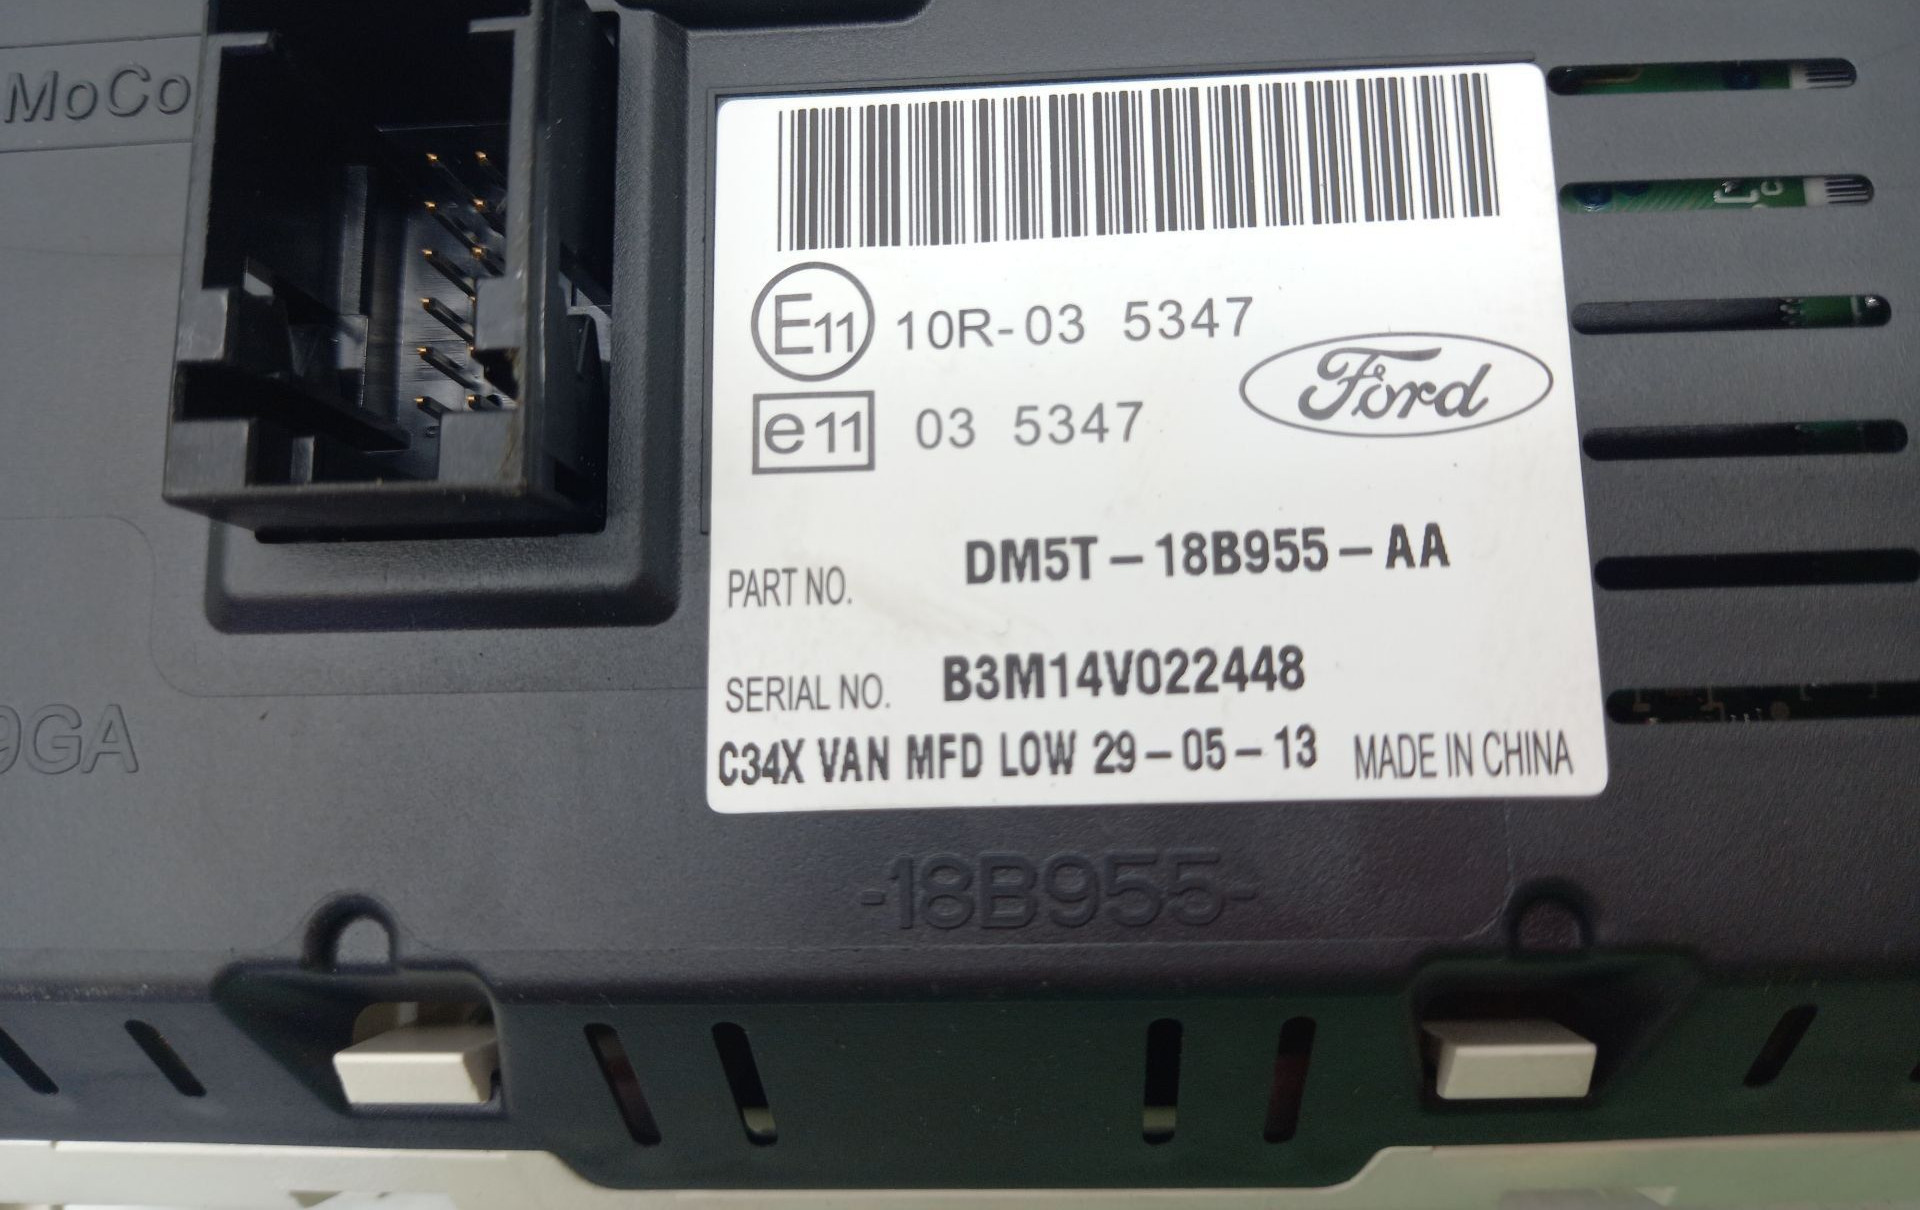 MoCo
E11 10R-03 5347
Ford
e11 03 5347
PART NO. DM5T-18B955-AA
SERIAL NO. B3M14V022448
C34X VAN MFD LOW 29-05-13 MADE IN CHINA
9GA
-18B955-